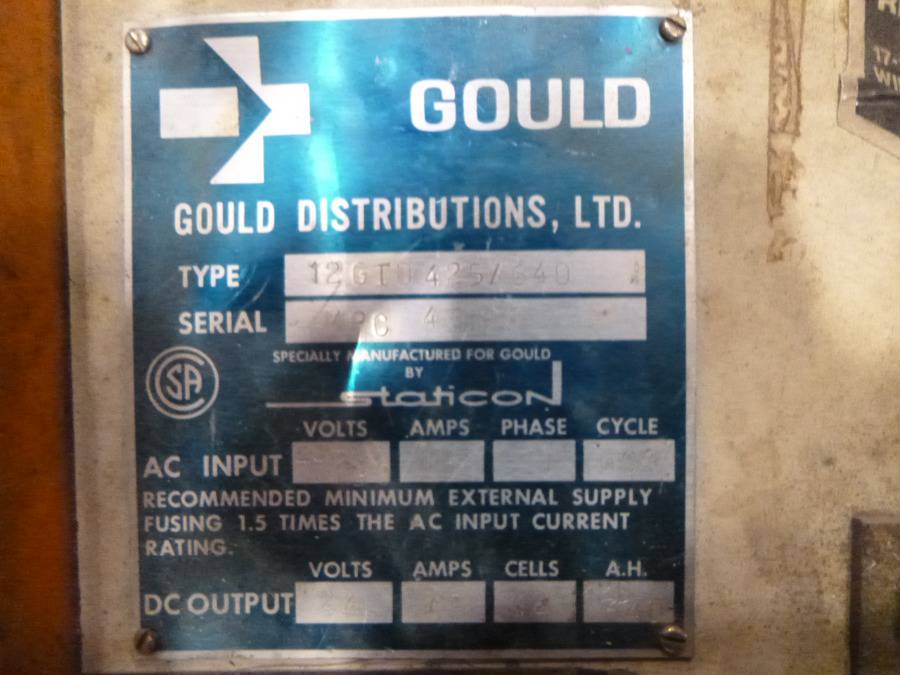 GOULD
GOULD DISTRIBUTIONS, LTD.
TYPE
SERIAL
SPECIALLY MANUFACTURED FOR GOULD
BY
staticon
CSA
VOLTS AMPS PHASE CYCLE
AC INPUT
RECOMMENDED MINIMUM EXTERNAL SUPPLY
FUSING 1.5 TIMES THE AC INPUT CURRENT
RATING.
VOLTS AMPS CELLS A.H.
DC OUTPUT